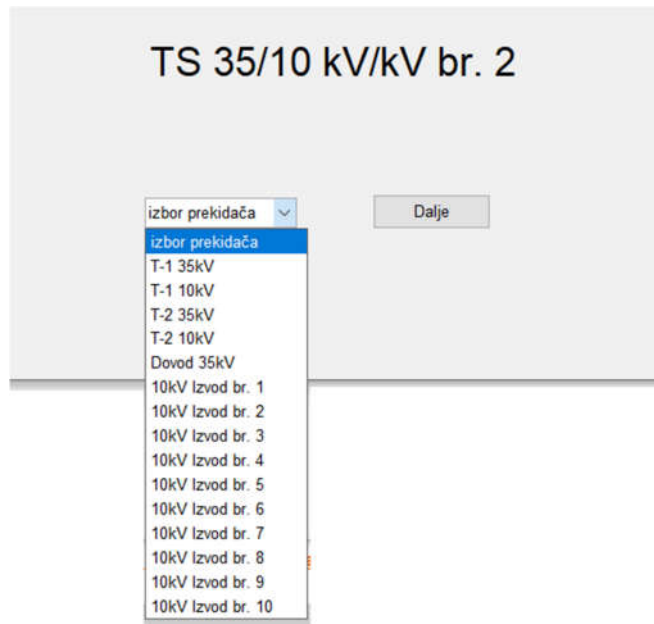 TS 35/10 kV/kV br. 2
izbor prekidača
Dalje
izbor prekidača
T-1 35kV
T-1 10kV
T-2 35kV
T-2 10kV
Dovod 35kV
10kV Izvod br. 1
10kV Izvod br. 2
10kV Izvod br. 3
10kV Izvod br. 4
10kV Izvod br. 5
10kV Izvod br. 6
10kV Izvod br. 7
10kV Izvod br. 8
10kV Izvod br. 9
10kV Izvod br. 10